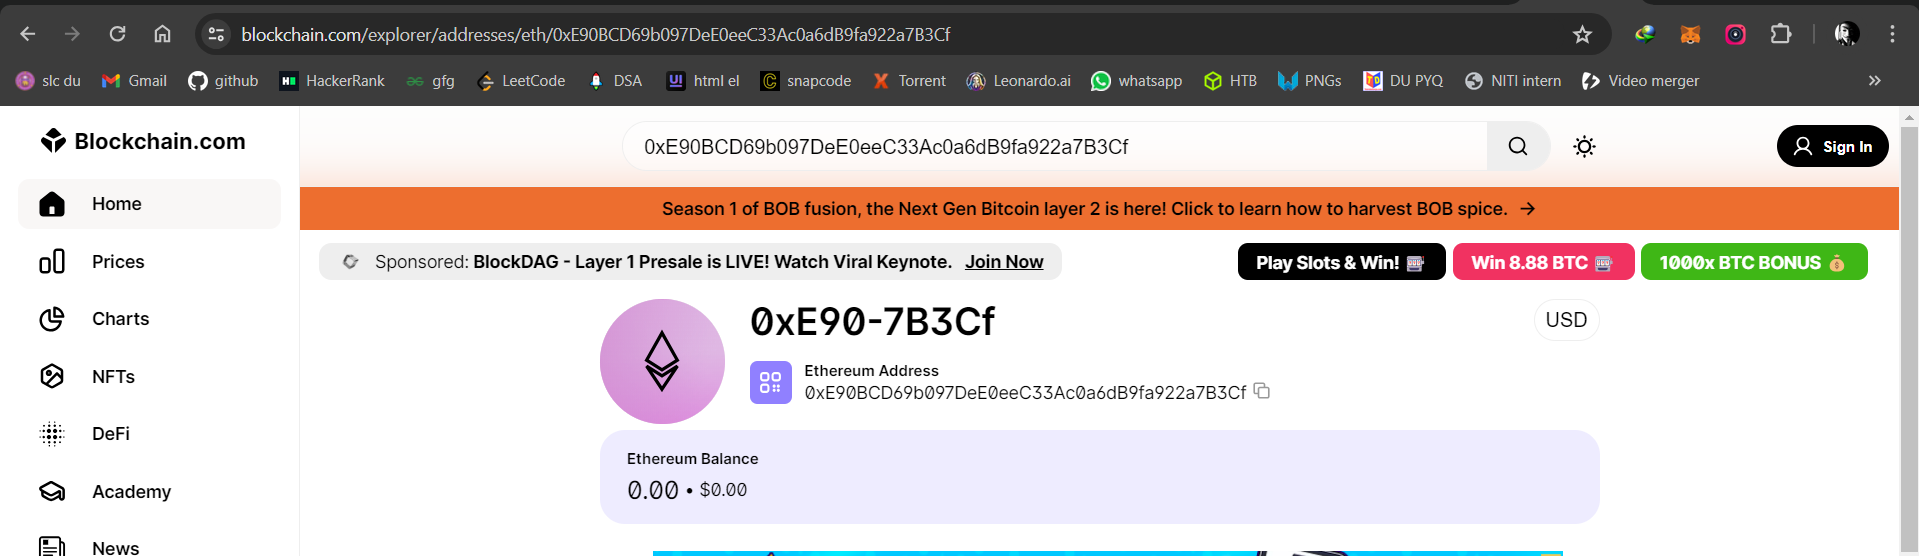 blockchain.com/explorer/addresses/eth/0xE90BCD69b097DeE0eeC33Ac0a6dB9fa922a7B3Cf
slc du Gmail github HackerRank gfg LeetCode DSA html el snapcode Torrent Leonardo.ai whatsapp HTB PNGs DU PYQ NITI intern Video merger »
Blockchain.com
0xE90BCD69b097DeE0eeC33Ac0a6dB9fa922a7B3Cf
Sign In
Home
Prices
Charts
NFTs
DeFi
Academy
News
Season 1 of BOB fusion, the Next Gen Bitcoin layer 2 is here! Click to learn how to harvest BOB spice. →
Sponsored: BlockDAG - Layer 1 Presale is LIVE! Watch Viral Keynote. Join Now
Play Slots & Win! 🎰 Win 8.88 BTC 🎰 1000x BTC BONUS 💰
0xE90-7B3Cf
USD
Ethereum Address
0xE90BCD69b097DeE0eeC33Ac0a6dB9fa922a7B3Cf
Ethereum Balance
0.00 • $0.00